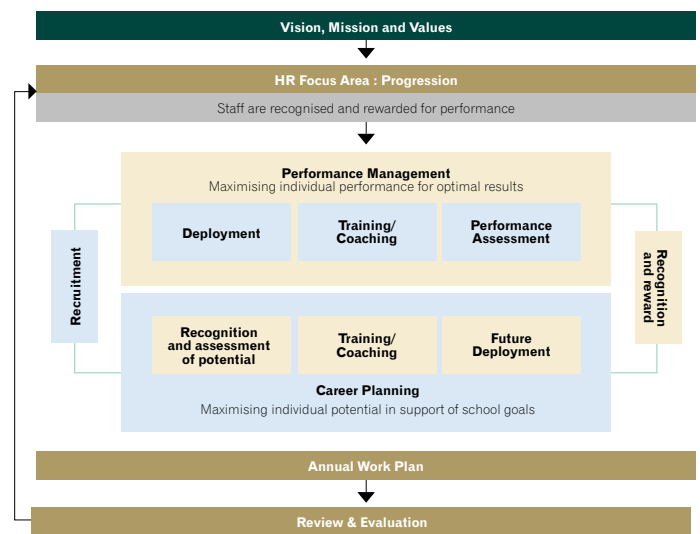 Vision, Mission and Values
HR Focus Area : Progression
Staff are recognised and rewarded for performance
Performance Management
Maximising individual performance for optimal results
Deployment
Training/
Coaching
Performance
Assessment
Recruitment
Recognition
and reward
Recognition
and assessment
of potential
Training/
Coaching
Future
Deployment
Career Planning
Maximising individual potential in support of school goals
Annual Work Plan
Review & Evaluation